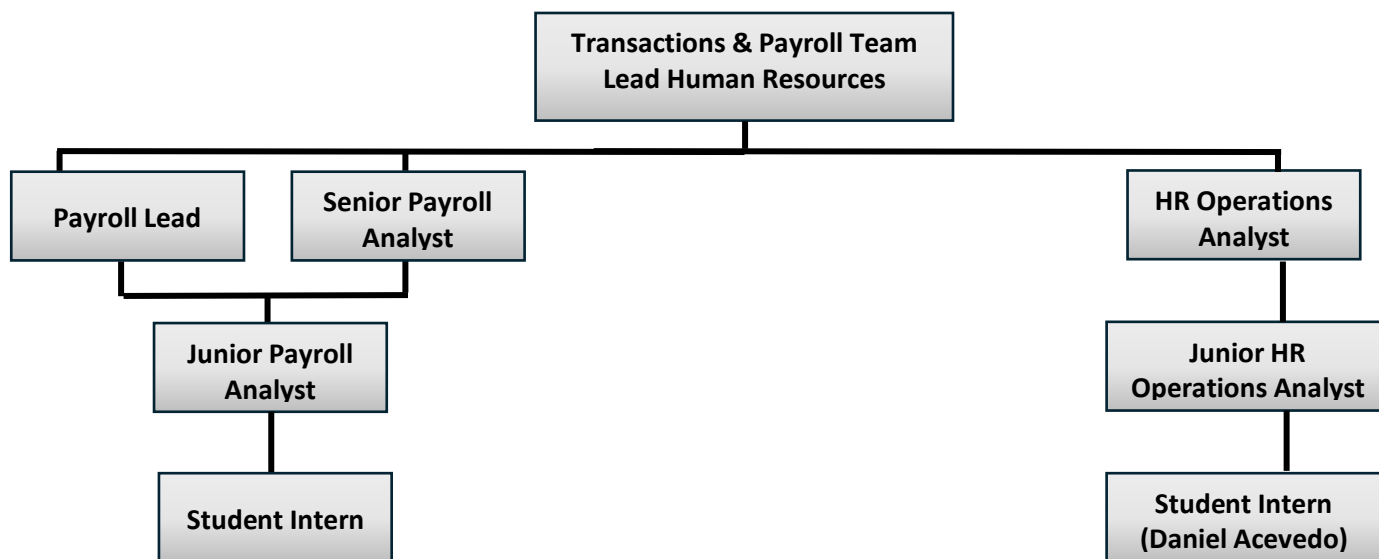 Transactions & Payroll Team
Lead Human Resources
Payroll Lead
Senior Payroll
Analyst
HR Operations
Analyst
Junior Payroll
Analyst
Junior HR
Operations Analyst
Student Intern
Student Intern
(Daniel Acevedo)